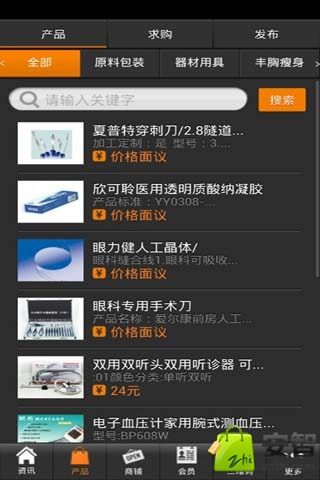 产品
求购
发布
全部
原料包装
器材用具
丰胸瘦身
请输入关键字
搜索
夏普特穿刺刀/2.8隧道...
加工定制：是 型号：3....
价格面议
欣可聆医用透明质酸纳凝胶
产品标准：YY0308-...
价格面议
眼力健人工晶体/
眼科缝合线1.眼科可吸收...
价格面议
眼科专用手术刀
产品名称：爱尔康前房人工...
价格面议
双用双听头双用听诊器 可...
:01颜色分类:单听双听
24元
电子血压计家用腕式测血压...
型号:BP608W
资讯
产品
OPEN
商铺
会员
更多
安智
zhi